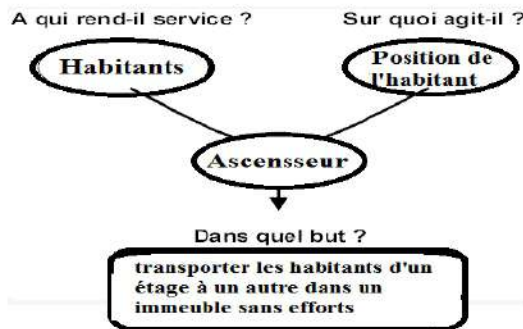 A qui rend-il service ?
Sur quoi agit-il ?
Habitants
Position de
l'habitant
Ascensseur
Dans quel but ?
transporter les habitants d'un
étage à un autre dans un
immeuble sans efforts